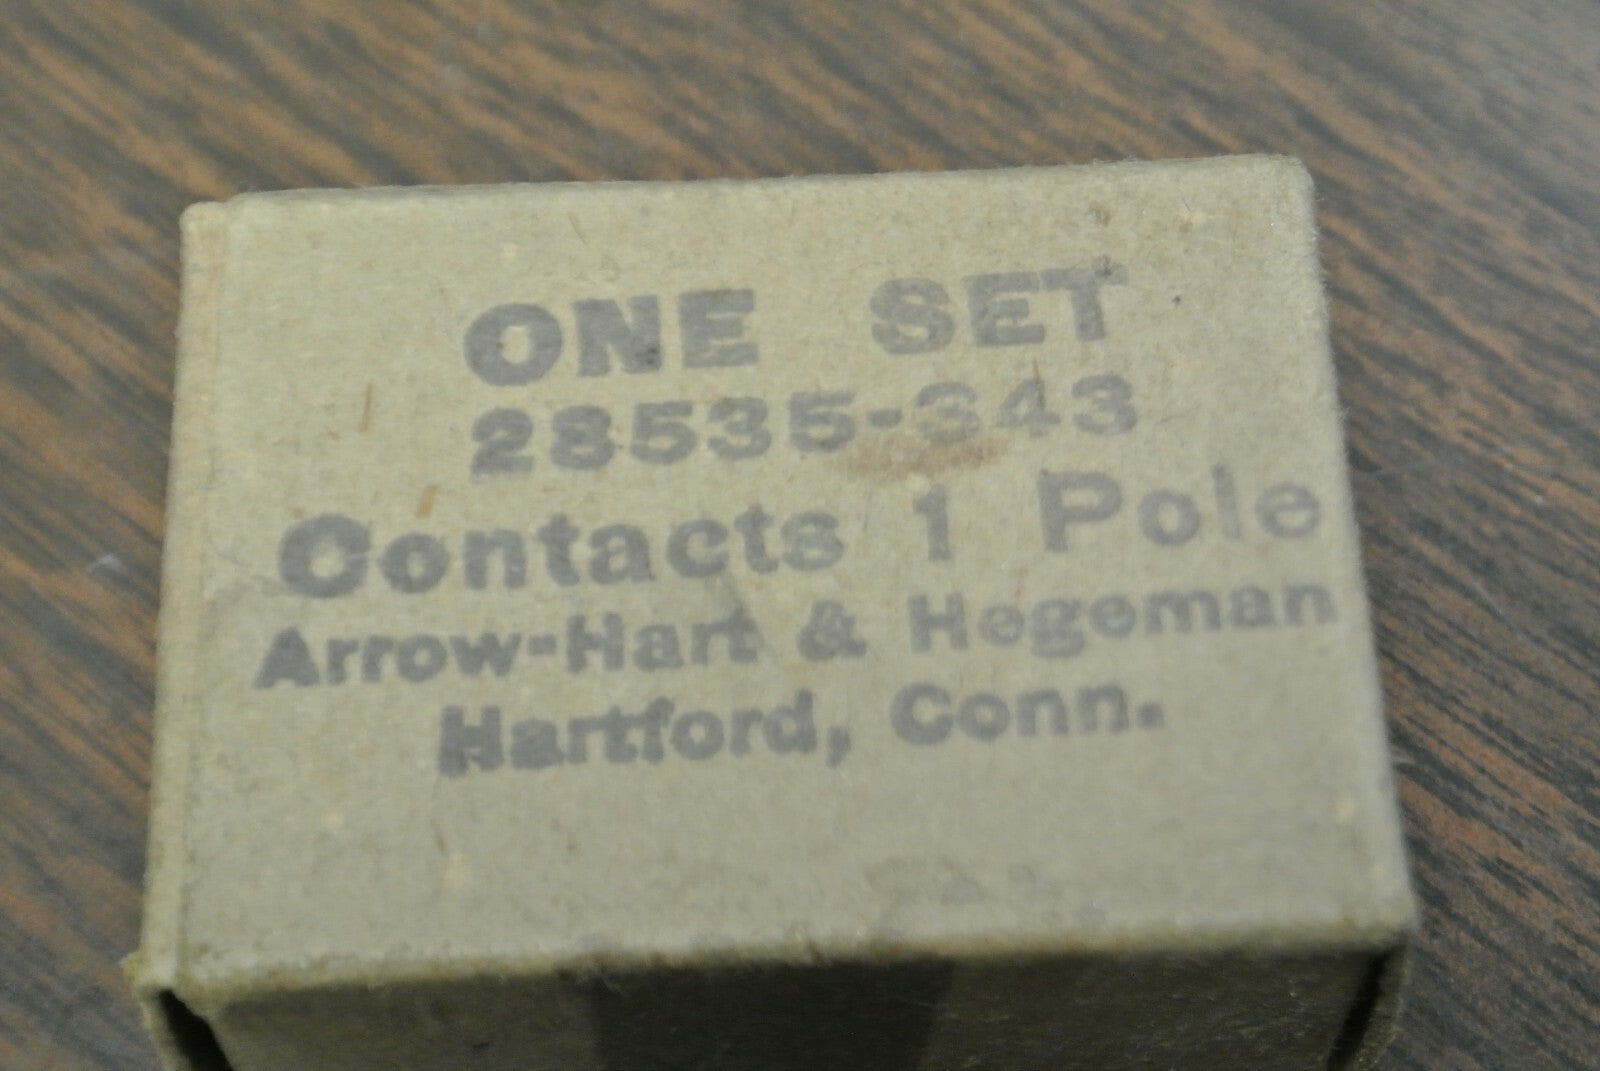 ONE SET
28535-343
Contacts 1 Pole
Arrow-Hart & Hegeman
Hartford, Conn.